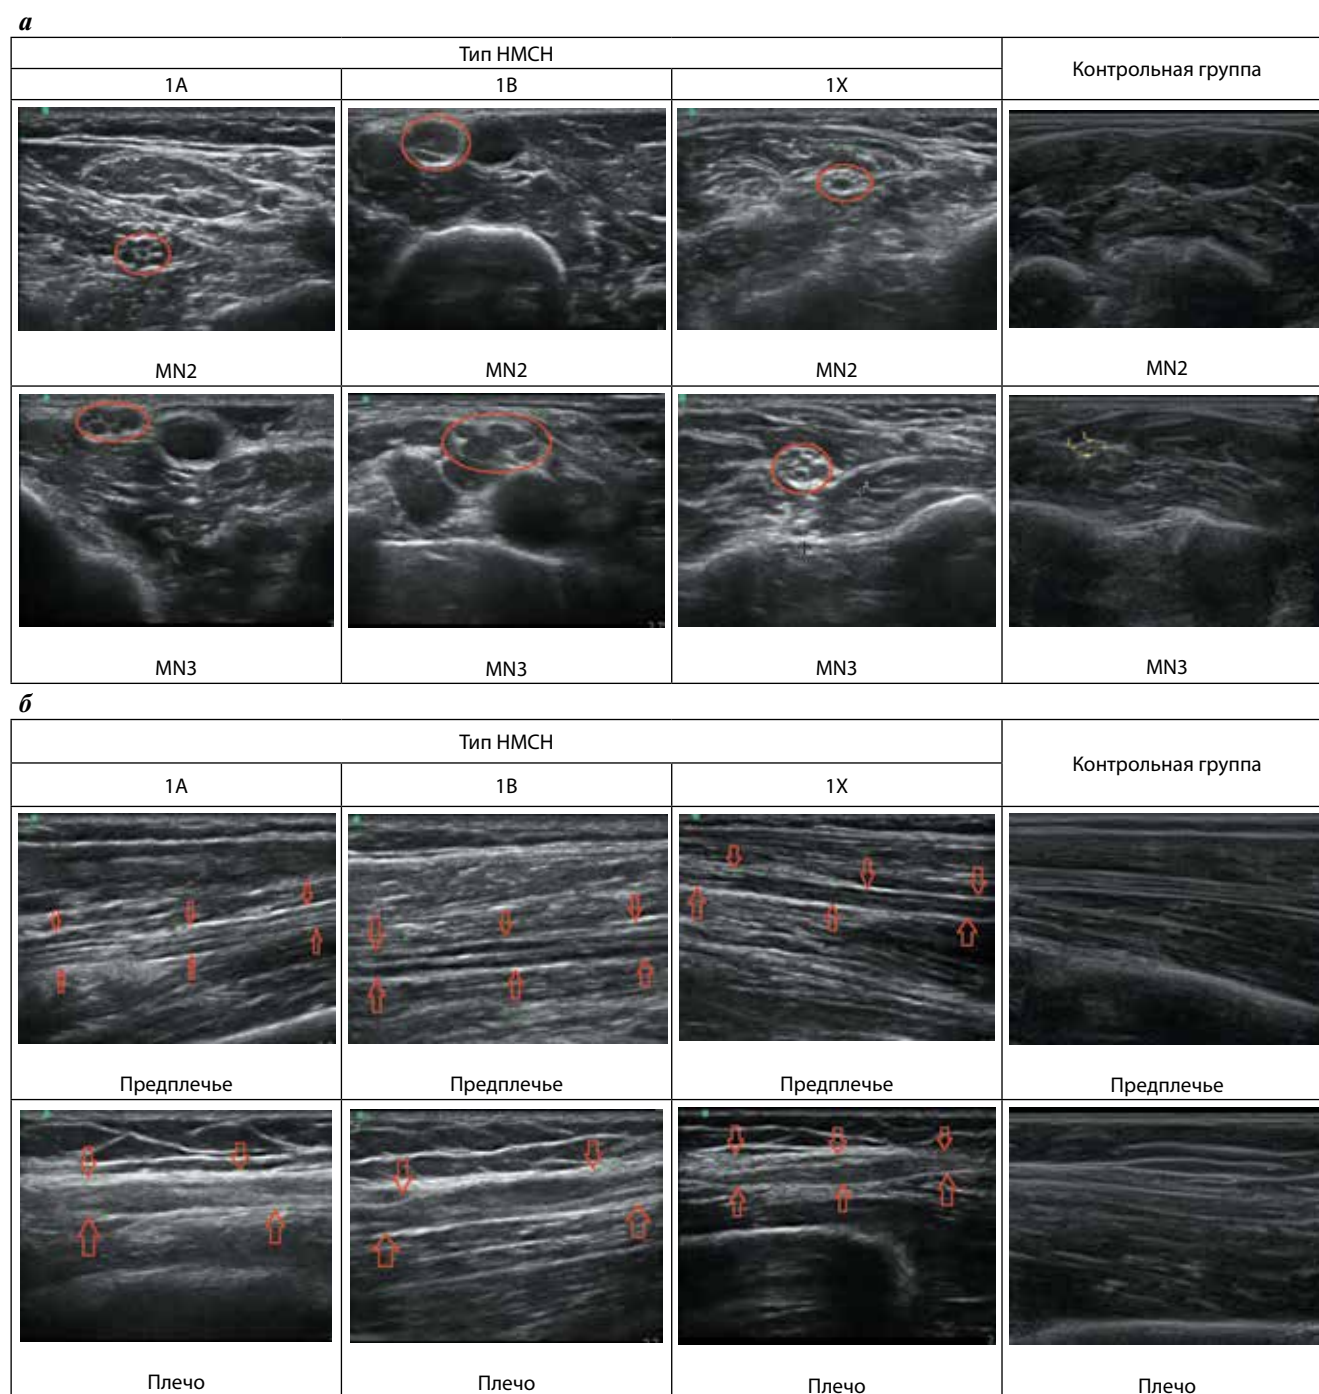 а
Тип НМСН
Контрольная группа
1А 1В 1Х
MN2 MN2 MN2 MN2
MN3 MN3 MN3 MN3
б
Тип НМСН
Контрольная группа
1А 1В 1Х
Предплечье Предплечье Предплечье Предплечье
Плечо Плечо Плечо Плечо